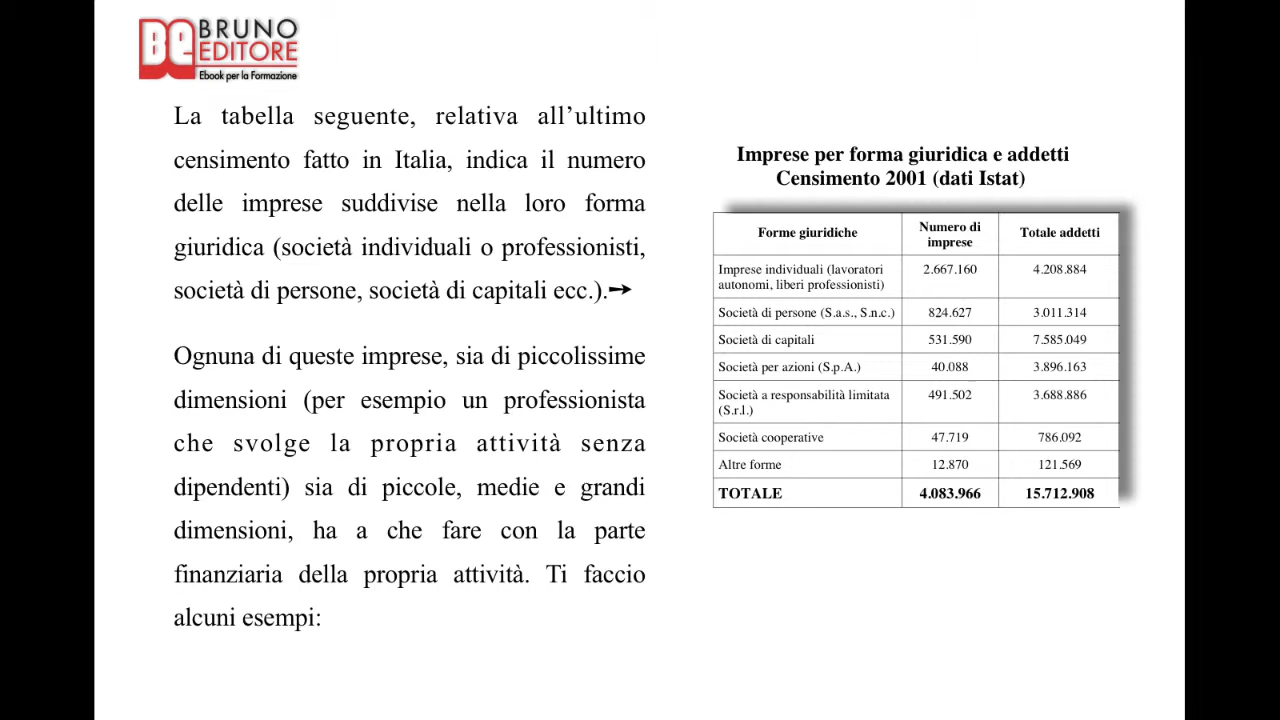 BRUNO
EDITORE
Ebook per la Formazione
La tabella seguente, relativa all’ultimo
censimento fatto in Italia, indica il numero
delle imprese suddivise nella loro forma
giuridica (società individuali o professionisti,
società di persone, società di capitali ecc.).➙
Ognuna di queste imprese, sia di piccolissime
dimensioni (per esempio un professionista
che svolge la propria attività senza
dipendenti) sia di piccole, medie e grandi
dimensioni, ha a che fare con la parte
finanziaria della propria attività. Ti faccio
alcuni esempi:
Imprese per forma giuridica e addetti
Censimento 2001 (dati Istat)
Forme giuridiche Numero di imprese Totale addetti
Imprese individuali (lavoratori autonomi, liberi professionisti) 2.667.160 4.208.884
Società di persone (S.a.s., S.n.c.) 824.627 3.011.314
Società di capitali 531.590 7.585.049
Società per azioni (S.p.A.) 40.088 3.896.163
Società a responsabilità limitata (S.r.l.) 491.502 3.688.886
Società cooperative 47.719 786.092
Altre forme 12.870 121.569
TOTALE 4.083.966 15.712.908